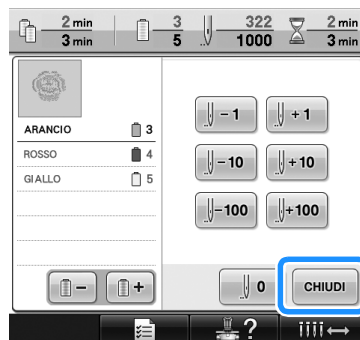 2 min 3 322 2 min
3 min 5 1000 3 min
ARANCIO 3
ROSSO 4
GIALLO 5
- 1 + 1
- 10 + 10
- 100 + 100
- + 0 CHIUDI
?